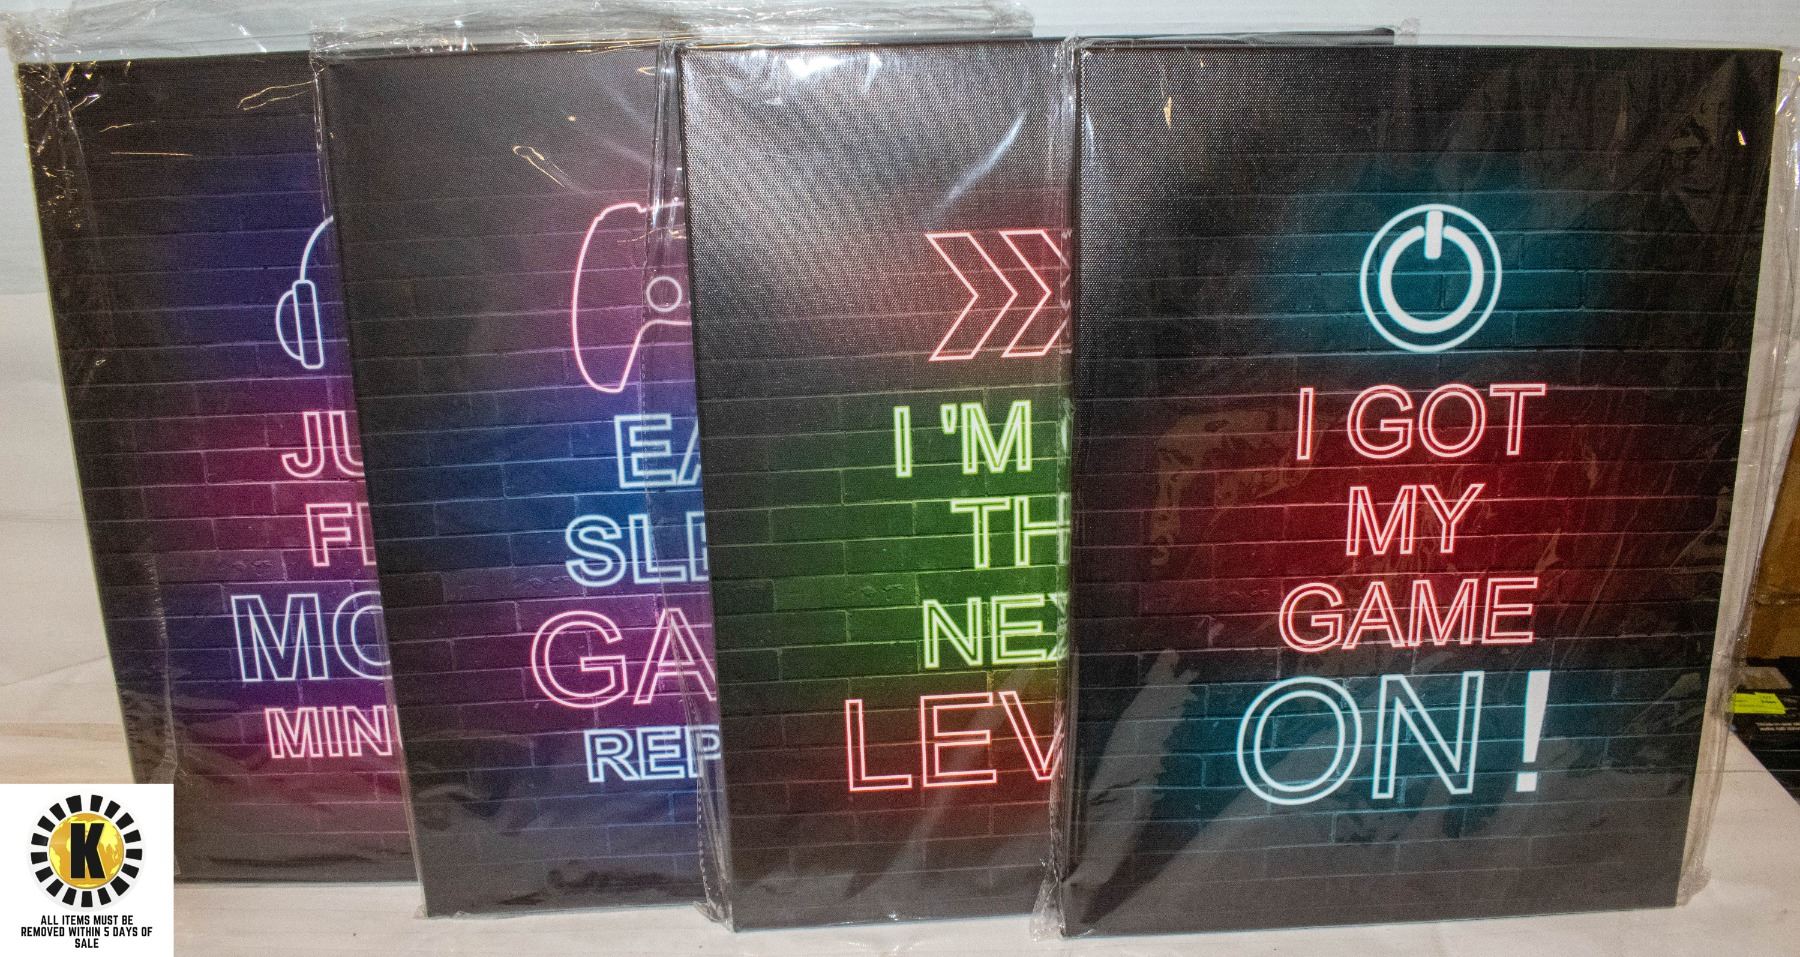 JU
FI
MO
MIN
EA
SLE
GA
REP
I 'M
TH
NEX
LEV
I GOT
MY
GAME
ON!
K
ALL ITEMS MUST BE
REMOVED WITHIN 5 DAYS OF
SALE